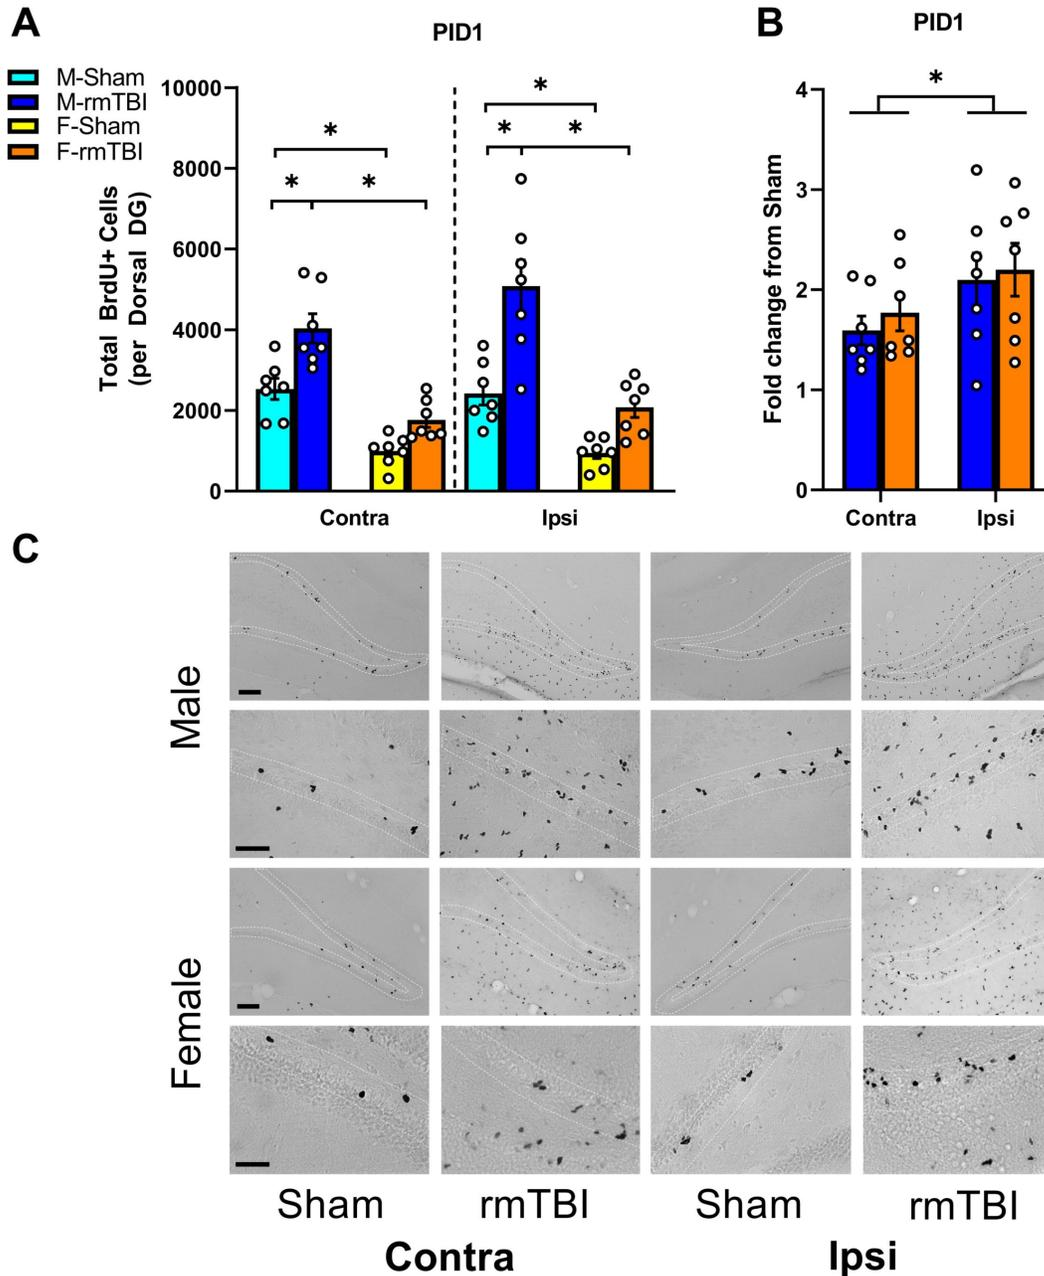 A
PID1
M-Sham
M-rmTBI
F-Sham
F-rmTBI
Total BrdU+ Cells
(per Dorsal DG)
10000
8000
6000
4000
2000
0
*
*
*
*
*
*
Contra
Ipsi
B
PID1
Fold change from Sham
4
3
2
1
0
*
Contra
Ipsi
C
Male
Female
Sham
rmTBI
Sham
rmTBI
Contra
Ipsi